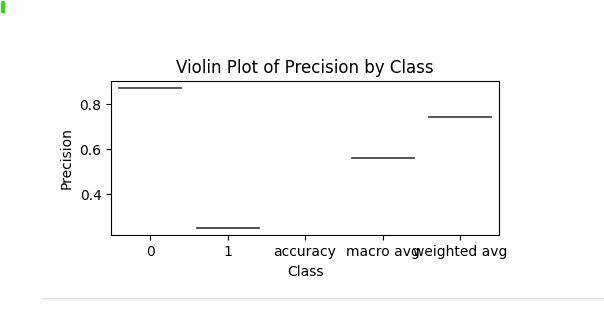 Violin Plot of Precision by Class
0.8
0.6
0.4
Precision
0 1 accuracy macro avg weighted avg
Class